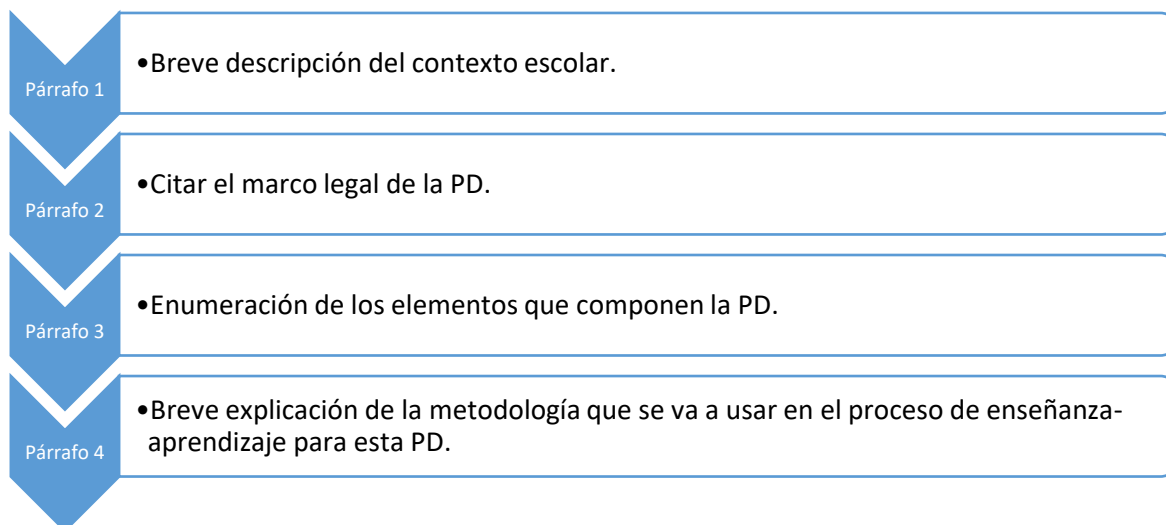 Párrafo 1
•Breve descripción del contexto escolar.
Párrafo 2
•Citar el marco legal de la PD.
Párrafo 3
•Enumeración de los elementos que componen la PD.
Párrafo 4
•Breve explicación de la metodología que se va a usar en el proceso de enseñanza-
aprendizaje para esta PD.